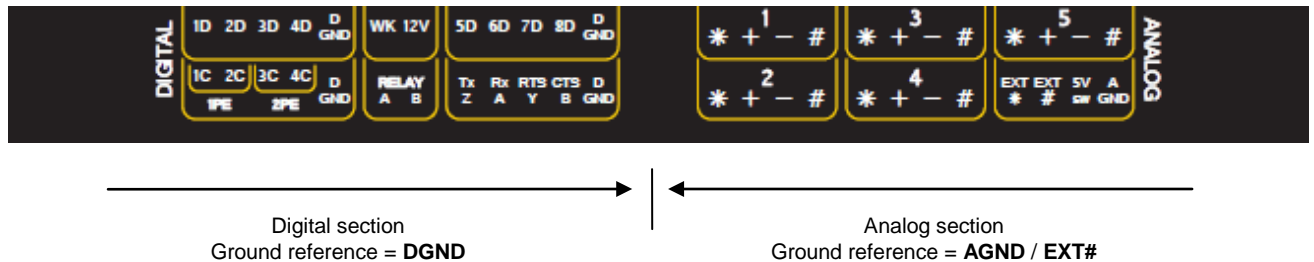 DIGITAL
1D 2D 3D 4D D GND
WK 12V
5D 6D 7D 8D D GND
1C 2C 3C 4C D GND
1PE 2PE
RELAY
A B
Tx Rx RTS CTS D
Z A Y B GND
1
* + - #
3
* + - #
5
* + - #
2
* + - #
4
* + - #
EXT EXT 5V A
* # SW GND
ANALOG
Digital section
Ground reference = DGND
Analog section
Ground reference = AGND / EXT#